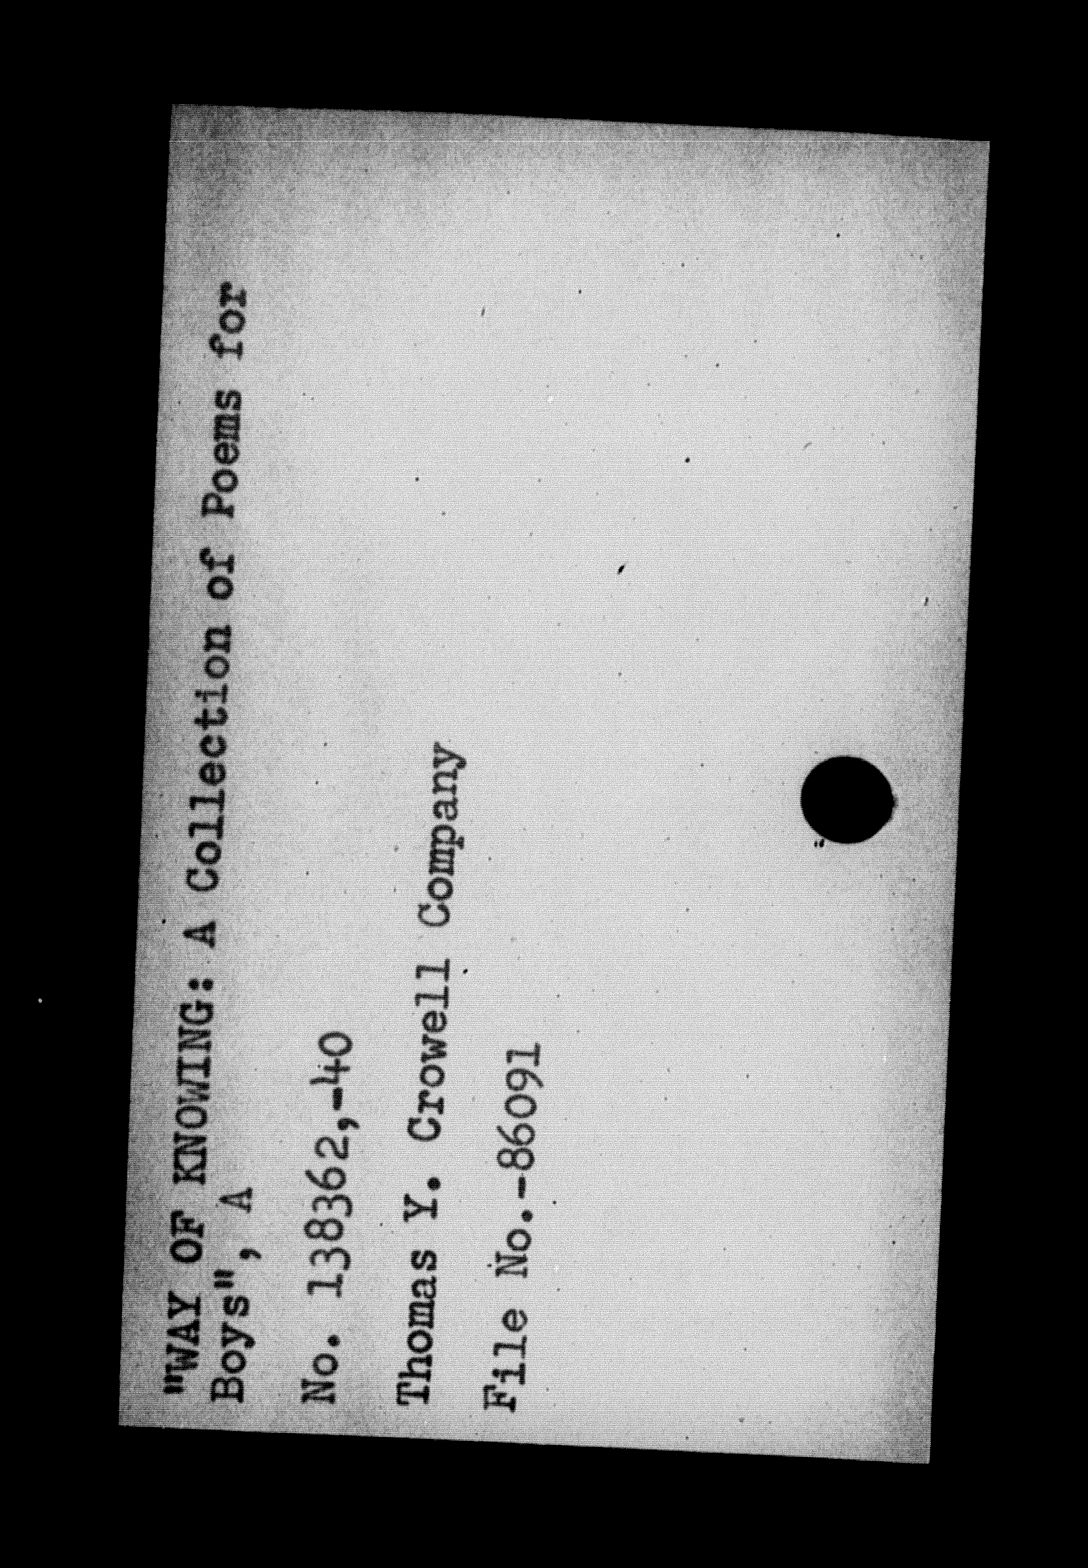 "WAY OF KNOWING: A Collection of Poems for
Boys", A
No. 138362,-40
Thomas Y. Crowell Company
File No.-86091